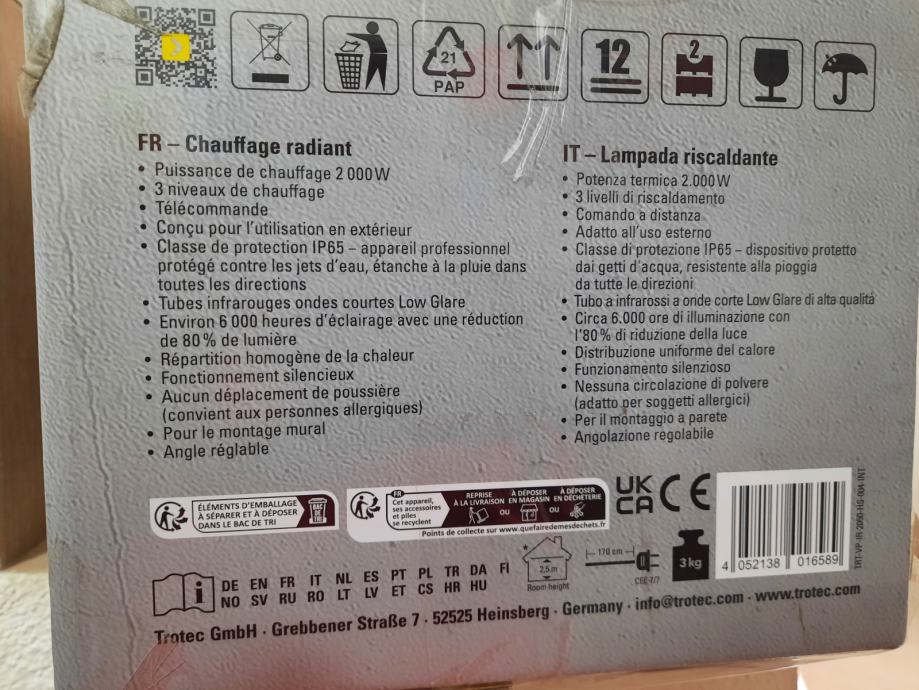 21
PAP
12
2
FR – Chauffage radiant
• Puissance de chauffage 2 000 W
• 3 niveaux de chauffage
• Télécommande
• Conçu pour l'utilisation en extérieur
• Classe de protection IP65 – appareil professionnel
protégé contre les jets d'eau, étanche à la pluie dans
toutes les directions
• Tubes infrarouges ondes courtes Low Glare
• Environ 6 000 heures d'éclairage avec une réduction
de 80 % de lumière
• Répartition homogène de la chaleur
• Fonctionnement silencieux
• Aucun déplacement de poussière
(convient aux personnes allergiques)
• Pour le montage mural
• Angle réglable
IT – Lampada riscaldante
• Potenza termica 2.000 W
• 3 livelli di riscaldamento
• Comando a distanza
• Adatto all'uso esterno
• Classe di protezione IP65 – dispositivo protetto
dai getti d'acqua, resistente alla pioggia
da tutte le direzioni
• Tubo a infrarossi a onde corte Low Glare di alta qualità
• Circa 6.000 ore di illuminazione con
l'80 % di riduzione della luce
• Distribuzione uniforme del calore
• Funzionamento silenzioso
• Nessuna circolazione di polvere
(adatto per soggetti allergici)
• Per il montaggio a parete
• Angolazione regolabile
ÉLÉMENTS D'EMBALLAGE
À SÉPARER ET À DÉPOSER
DANS LE BAC DE TRI
BAC
DE
TRI
FR
Cet appareil,
ses accessoires
et piles
se recyclent
REPRISE
À LA LIVRAISON
OU
À DÉPOSER
EN MAGASIN
OU
À DÉPOSER
EN DÉCHÈTERIE
Points de collecte sur www.quefairedemesdechets.fr
UK
CA
CE
4 052138 016589
TRT-VP-IR-2000-HG-004-INT
DE EN FR IT NL ES PT PL TR DA FI
NO SV RU RO LT LV ET CS HR HU
2,5 m
Room height
170 cm
CEE 7/7
3 kg
Trotec GmbH · Grebbener Straße 7 · 52525 Heinsberg · Germany · info@trotec.com · www.trotec.com